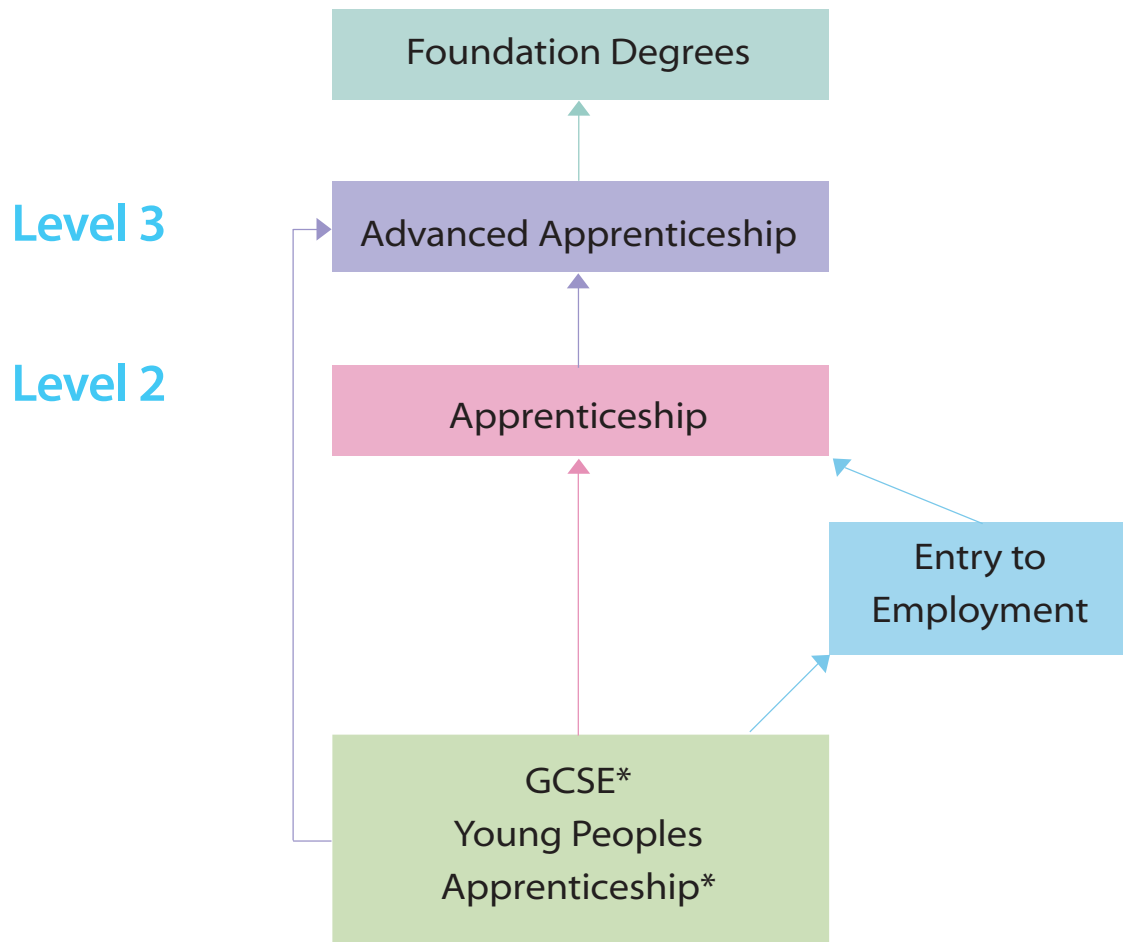 Foundation Degrees
Level 3
Advanced Apprenticeship
Level 2
Apprenticeship
Entry to
Employment
GCSE*
Young Peoples
Apprenticeship*